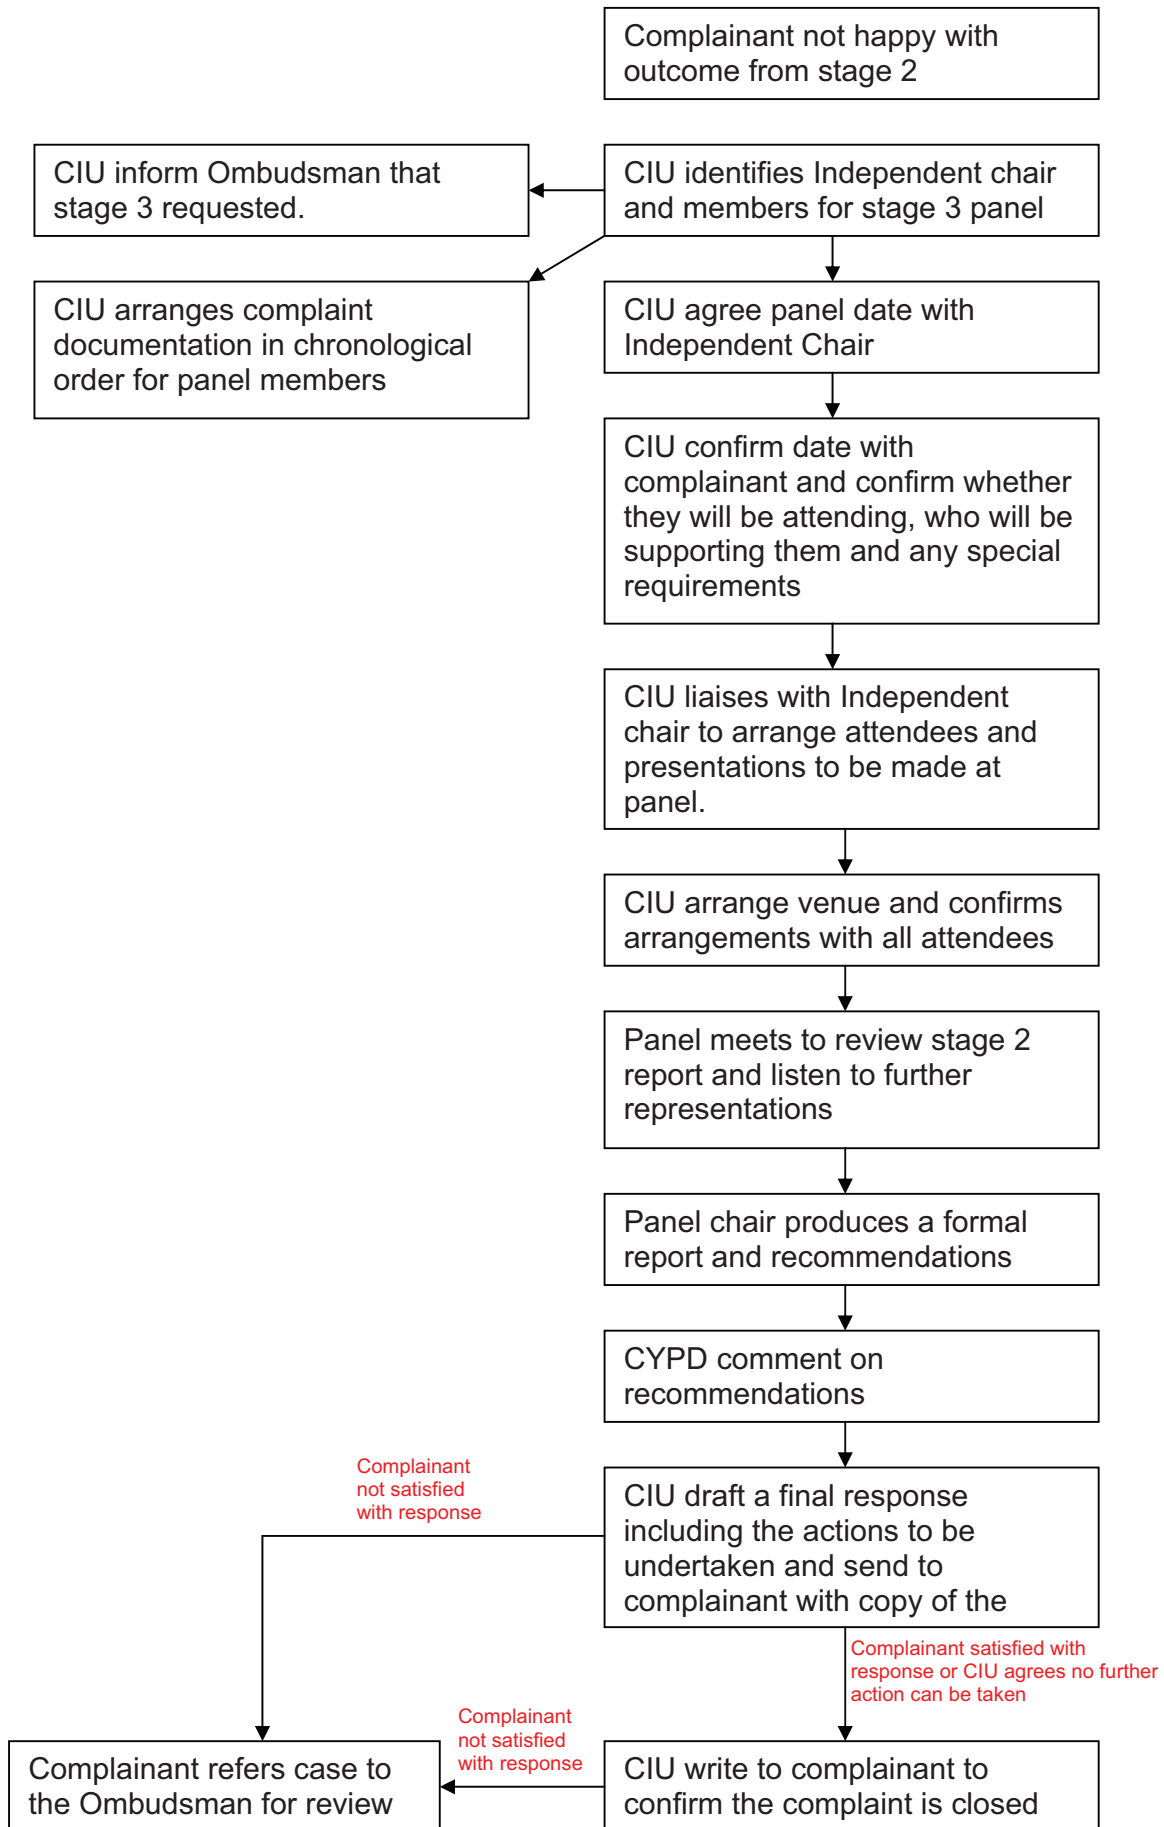 Complainant not happy with
outcome from stage 2
CIU inform Ombudsman that
stage 3 requested.
CIU identifies Independent chair
and members for stage 3 panel
CIU arranges complaint
documentation in chronological
order for panel members
CIU agree panel date with
Independent Chair
CIU confirm date with
complainant and confirm whether
they will be attending, who will be
supporting them and any special
requirements
CIU liaises with Independent
chair to arrange attendees and
presentations to be made at
panel.
CIU arrange venue and confirms
arrangements with all attendees
Panel meets to review stage 2
report and listen to further
representations
Panel chair produces a formal
report and recommendations
CYPD comment on
recommendations
Complainant
not satisfied
with response
CIU draft a final response
including the actions to be
undertaken and send to
complainant with copy of the
Complainant satisfied with
response or CIU agrees no further
action can be taken
Complainant
not satisfied
with response
Complainant refers case to
the Ombudsman for review
CIU write to complainant to
confirm the complaint is closed